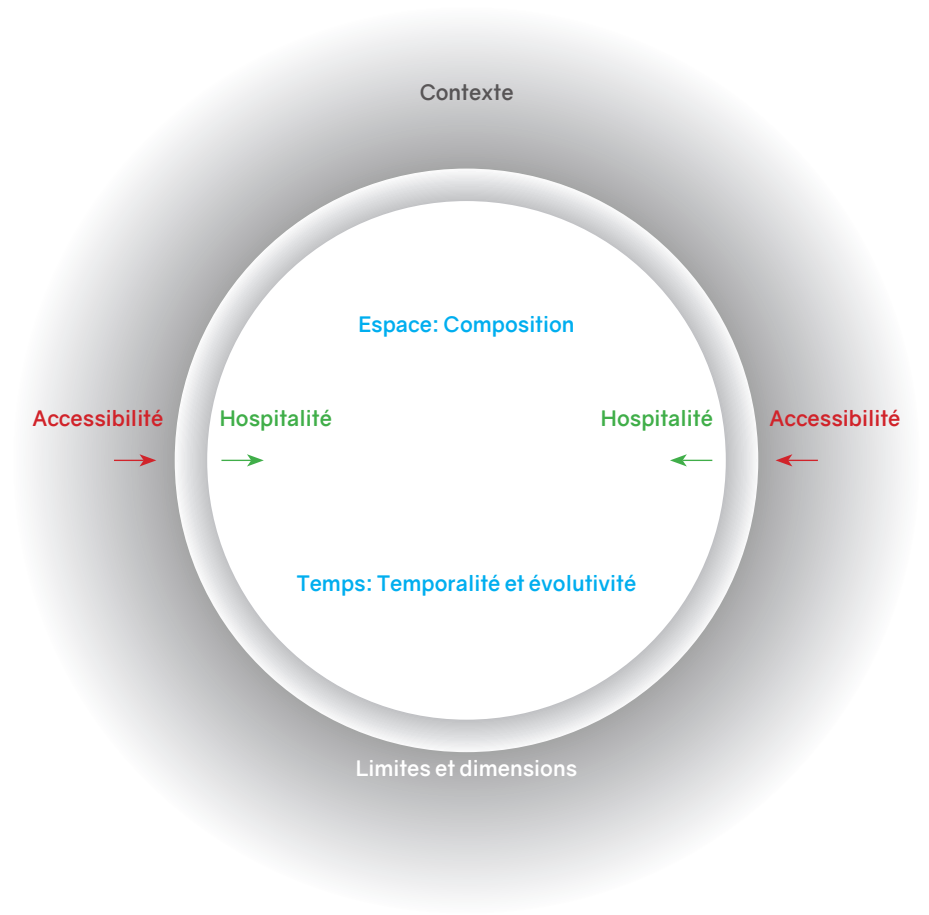 Contexte
Espace: Composition
Accessibilité
Hospitalité
Hospitalité
Accessibilité
Temps: Temporalité et évolutivité
Limites et dimensions